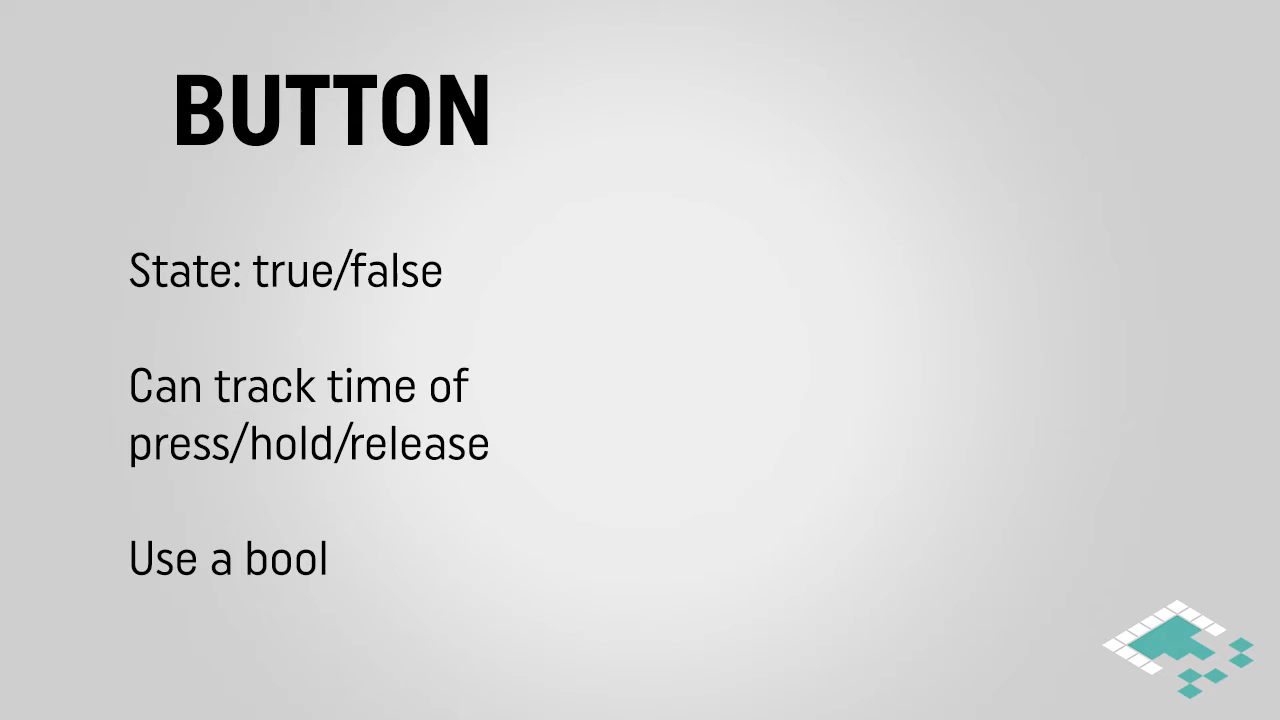 BUTTON
State: true/false
Can track time of
press/hold/release
Use a bool